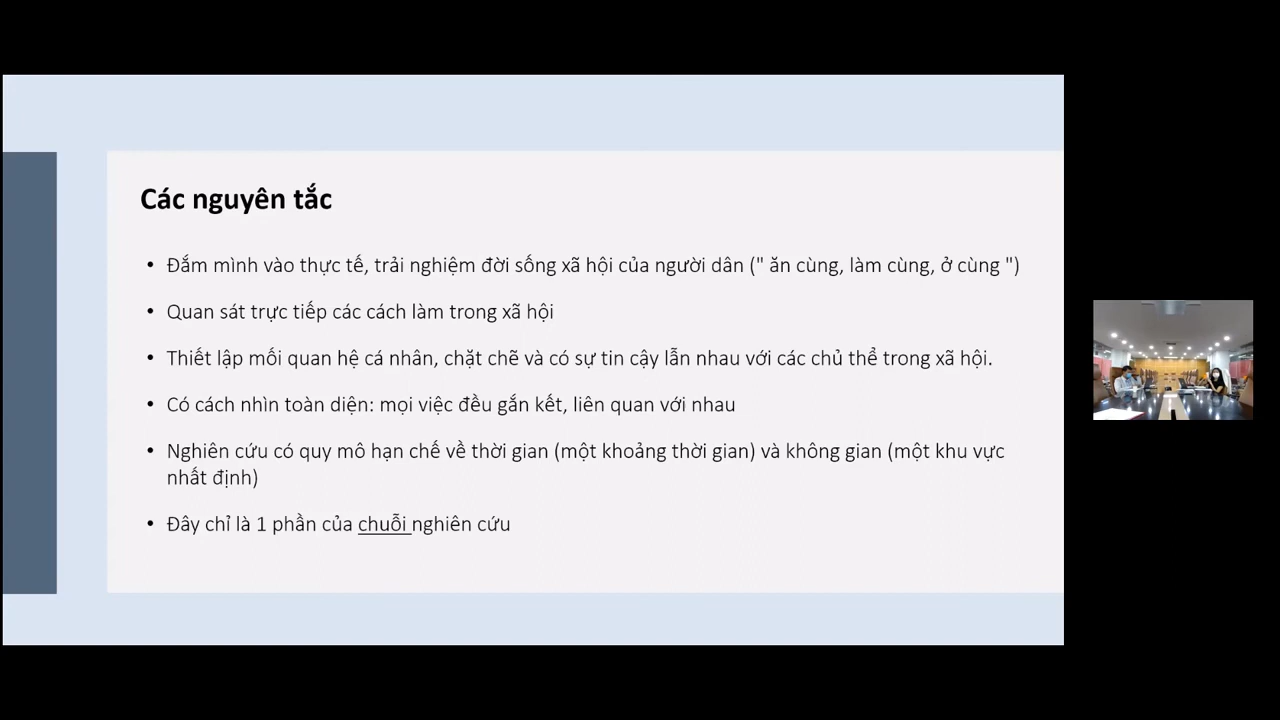 Các nguyên tắc
• Đắm mình vào thực tế, trải nghiệm đời sống xã hội của người dân (" ăn cùng, làm cùng, ở cùng ")
• Quan sát trực tiếp các cách làm trong xã hội
• Thiết lập mối quan hệ cá nhân, chặt chẽ và có sự tin cậy lẫn nhau với các chủ thể trong xã hội.
• Có cách nhìn toàn diện: mọi việc đều gắn kết, liên quan với nhau
• Nghiên cứu có quy mô hạn chế về thời gian (một khoảng thời gian) và không gian (một khu vực
nhất định)
• Đây chỉ là 1 phần của chuỗi nghiên cứu